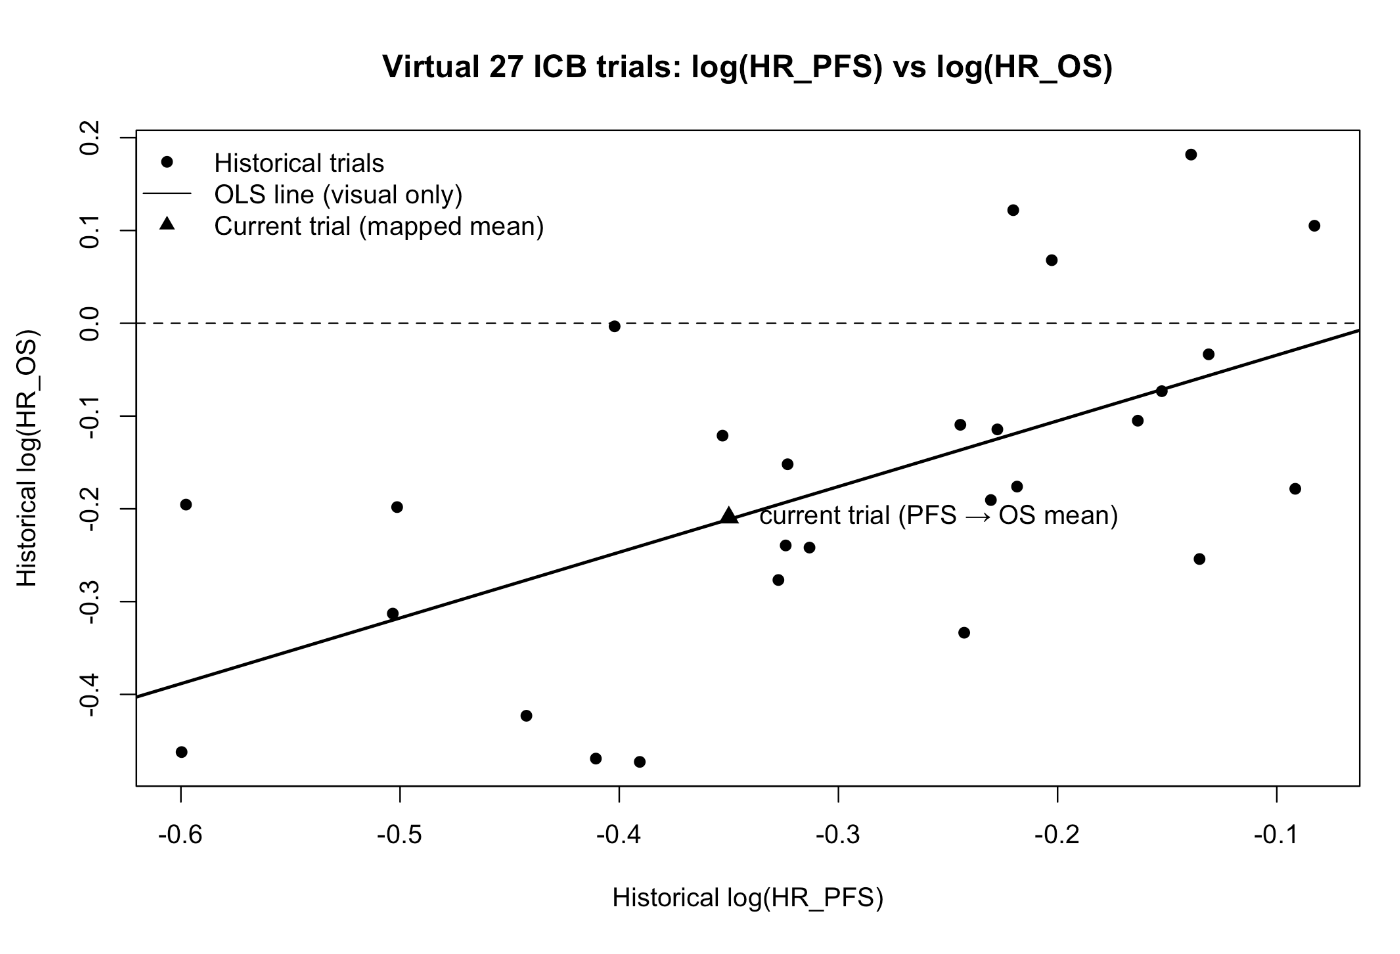 Virtual 27 ICB trials: log(HR_PFS) vs log(HR_OS)
Historical trials
OLS line (visual only)
Current trial (mapped mean)
current trial (PFS → OS mean)
Historical log(HR_OS)
0.2
0.1
0.0
-0.1
-0.2
-0.3
-0.4
-0.6
-0.5
-0.4
-0.3
-0.2
-0.1
Historical log(HR_PFS)